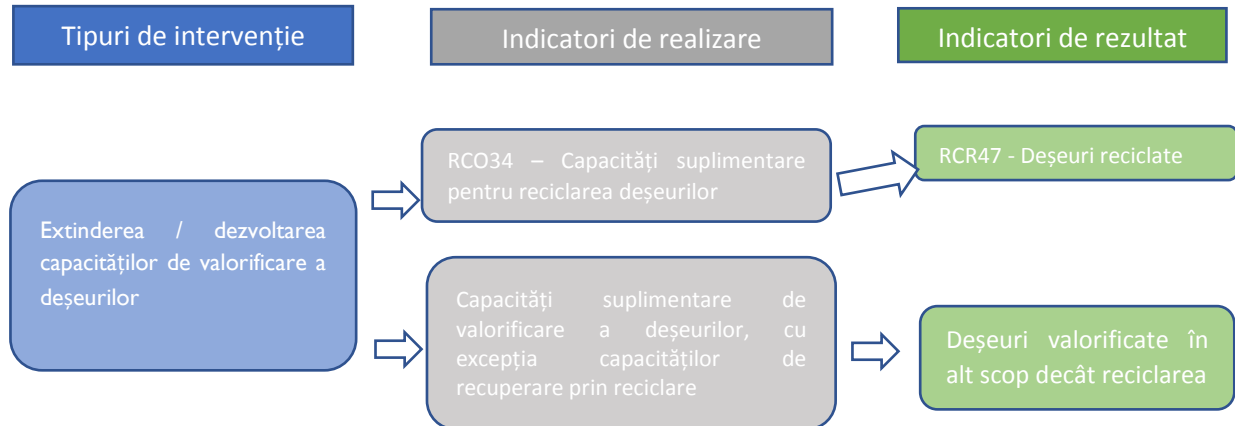 Tipuri de intervenție
Indicatori de realizare
Indicatori de rezultat
Extinderea / dezvoltarea
capacităților de valorificare a
deșeurilor
RCO34 – Capacități suplimentare
pentru reciclarea deșeurilor
RCR47 - Deșeuri reciclate
Capacități suplimentare de
valorificare a deșeurilor, cu
excepția capacităților de
recuperare prin reciclare
Deșeuri valorificate în
alt scop decât reciclarea